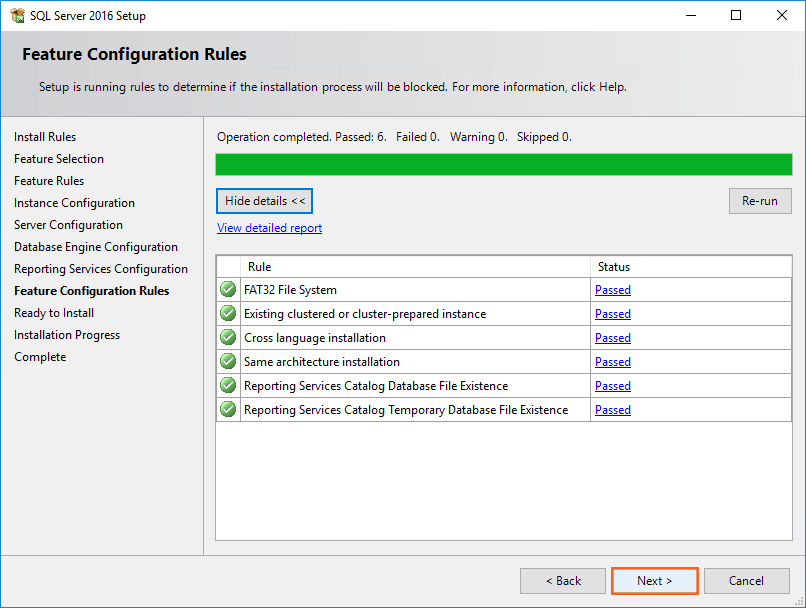 SQL Server 2016 Setup
Feature Configuration Rules
Setup is running rules to determine if the installation process will be blocked. For more information, click Help.
Install Rules
Feature Selection
Feature Rules
Instance Configuration
Server Configuration
Database Engine Configuration
Reporting Services Configuration
Feature Configuration Rules
Ready to Install
Installation Progress
Complete
Operation completed. Passed: 6. Failed 0. Warning 0. Skipped 0.
Hide details << Re-run
View detailed report
Rule Status
FAT32 File System Passed
Existing clustered or cluster-prepared instance Passed
Cross language installation Passed
Same architecture installation Passed
Reporting Services Catalog Database File Existence Passed
Reporting Services Catalog Temporary Database File Existence Passed
< Back Next > Cancel